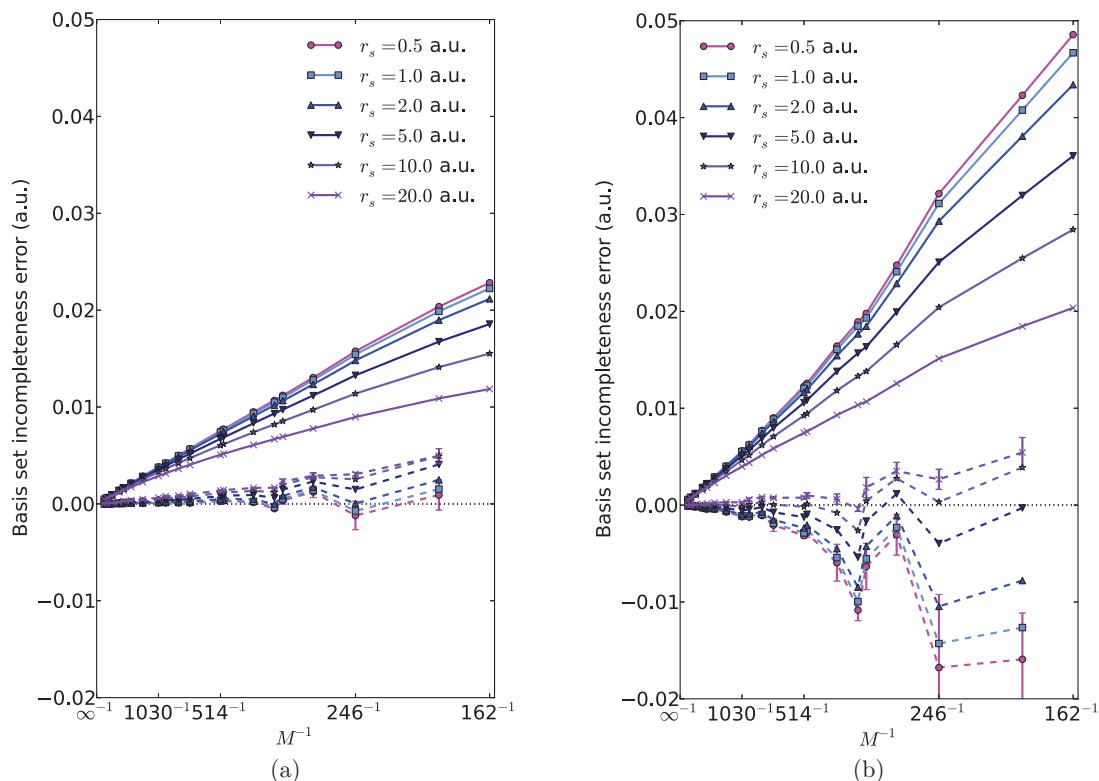 0.05
0.04
0.03
0.02
0.01
0.00
−0.01
−0.02
Basis set incompleteness error (a.u.)
r_s = 0.5 a.u.
r_s = 1.0 a.u.
r_s = 2.0 a.u.
r_s = 5.0 a.u.
r_s = 10.0 a.u.
r_s = 20.0 a.u.
∞⁻¹ 1030⁻¹ 514⁻¹ 246⁻¹ 162⁻¹
M⁻¹
(a)
0.05
0.04
0.03
0.02
0.01
0.00
−0.01
−0.02
Basis set incompleteness error (a.u.)
r_s = 0.5 a.u.
r_s = 1.0 a.u.
r_s = 2.0 a.u.
r_s = 5.0 a.u.
r_s = 10.0 a.u.
r_s = 20.0 a.u.
∞⁻¹ 1030⁻¹ 514⁻¹ 246⁻¹ 162⁻¹
M⁻¹
(b)